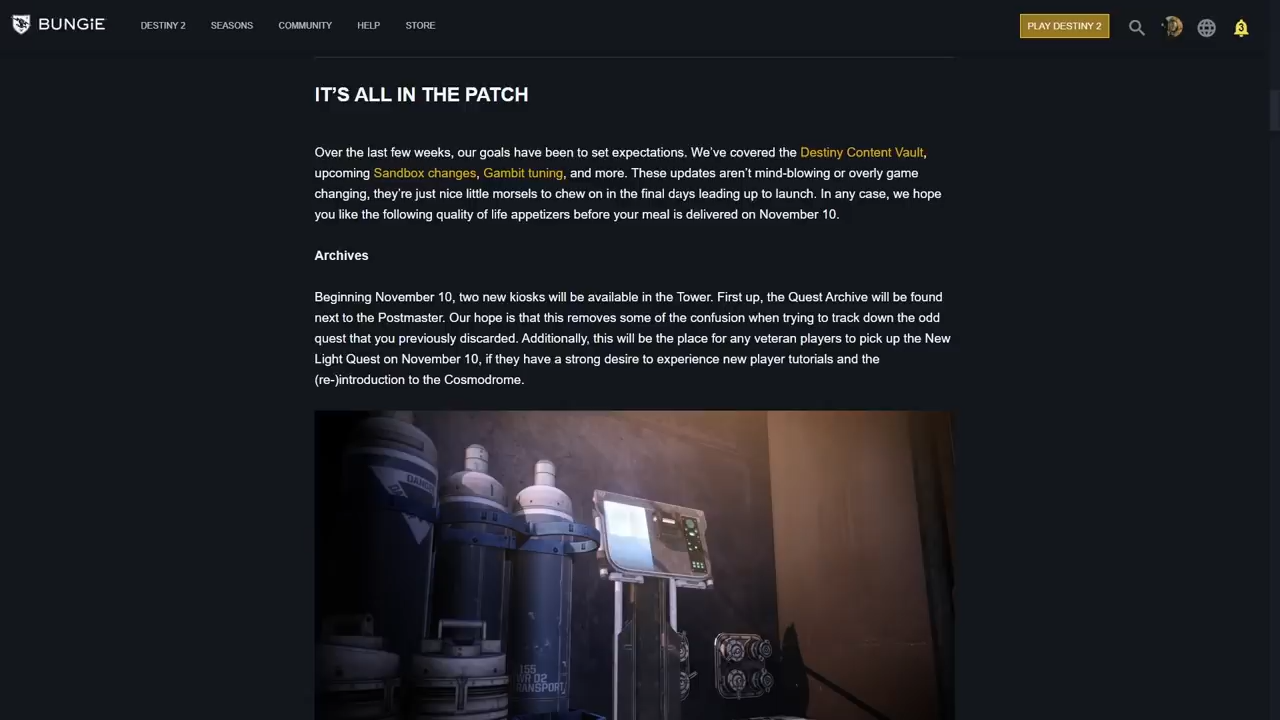 BUNGiE
DESTINY 2
SEASONS
COMMUNITY
HELP
STORE
PLAY DESTINY 2
3
IT'S ALL IN THE PATCH
Over the last few weeks, our goals have been to set expectations. We've covered the Destiny Content Vault,
upcoming Sandbox changes, Gambit tuning, and more. These updates aren't mind-blowing or overly game
changing, they're just nice little morsels to chew on in the final days leading up to launch. In any case, we hope
you like the following quality of life appetizers before your meal is delivered on November 10.
Archives
Beginning November 10, two new kiosks will be available in the Tower. First up, the Quest Archive will be found
next to the Postmaster. Our hope is that this removes some of the confusion when trying to track down the odd
quest that you previously discarded. Additionally, this will be the place for any veteran players to pick up the New
Light Quest on November 10, if they have a strong desire to experience new player tutorials and the
(re-)introduction to the Cosmodrome.
DANGER
155
TRANSPORT